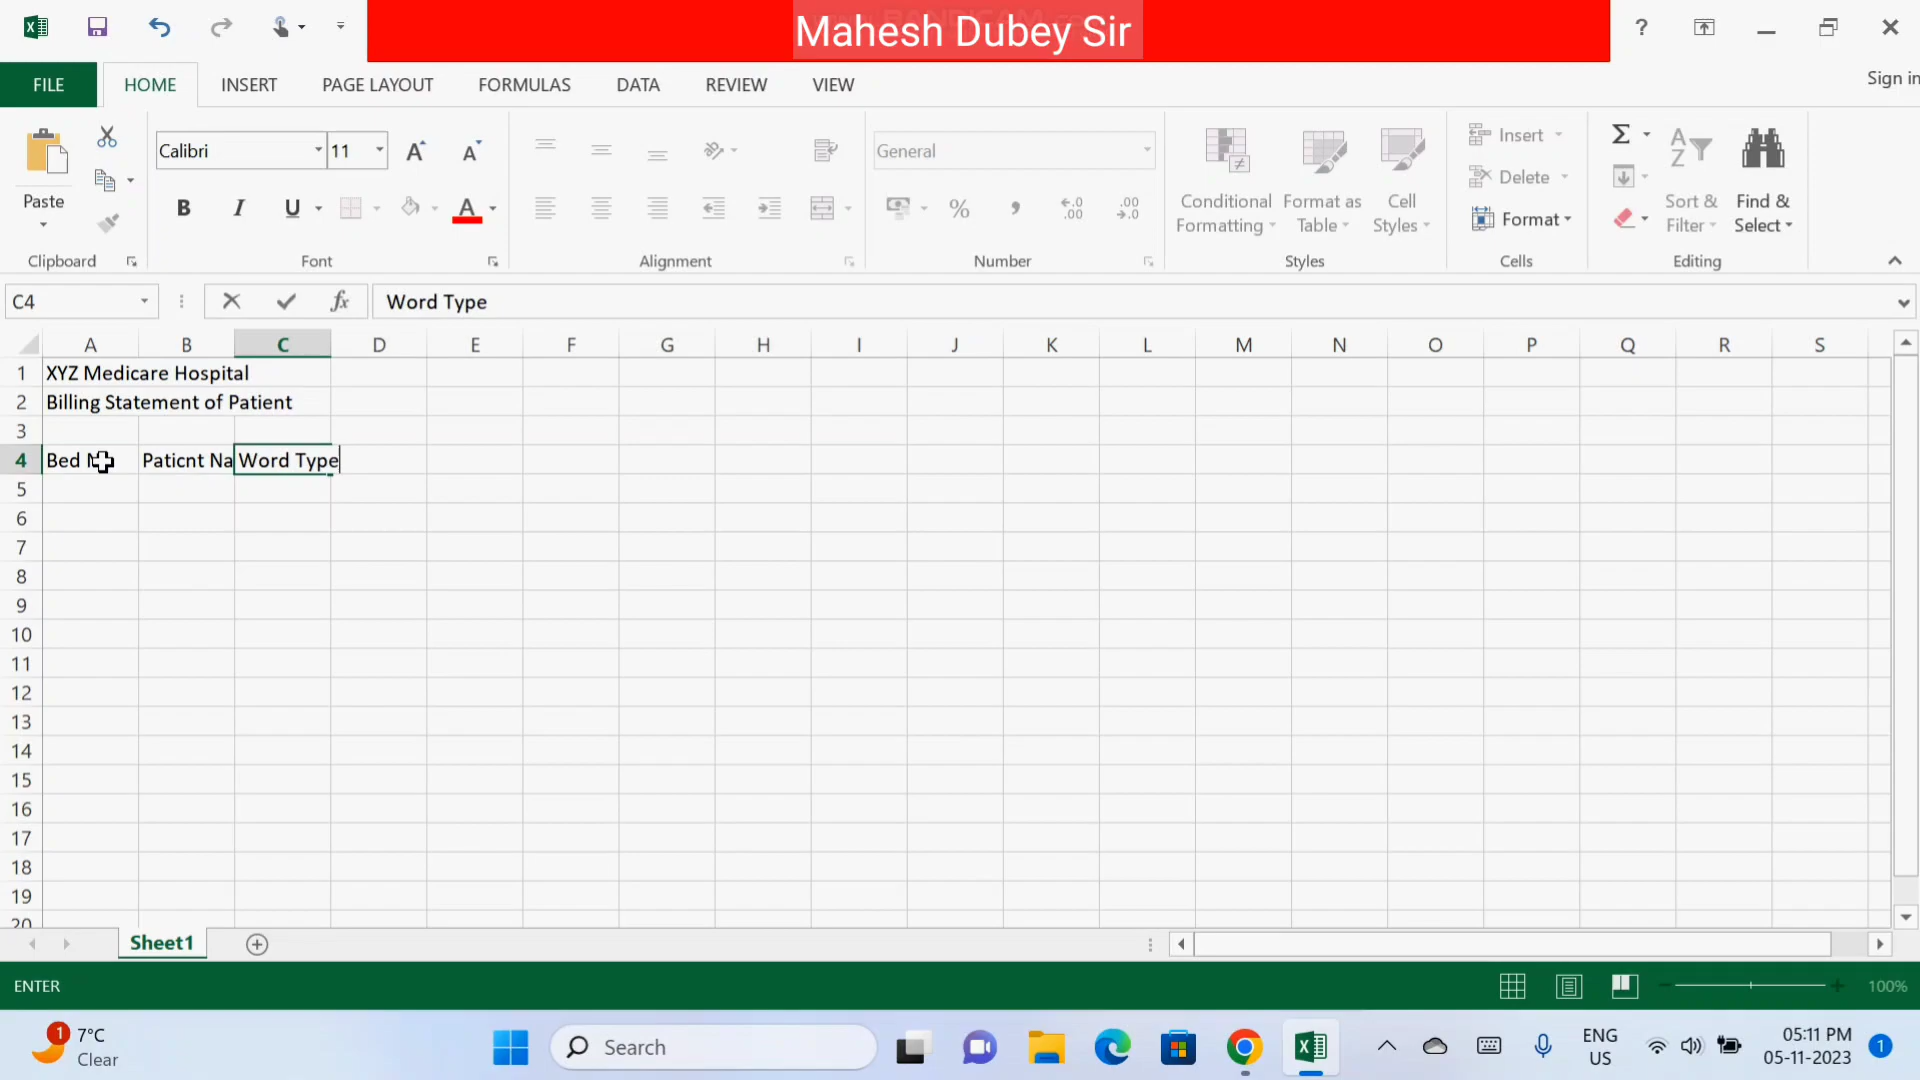 Mahesh Dubey Sir
?
FILE HOME INSERT PAGE LAYOUT FORMULAS DATA REVIEW VIEW Sign in
Calibri 11 A A General
Paste
B I U A % ,
Conditional Formatting
Format as Table
Cell Styles
Insert
Delete
Format
Σ
A
Z
Sort & Filter
Find & Select
Clipboard Font Alignment Number Styles Cells Editing
C4 fx Word Type
A B C D E F G H I J K L M N O P Q R S
1 XYZ Medicare Hospital
2 Billing Statement of Patient
3
4 Bed Paticnt Na Word Type
5
6
7
8
9
10
11
12
13
14
15
16
17
18
19
20
Sheet1
ENTER 100%
1 7°C
Clear
Search
ENG
US
05:11 PM
05-11-2023
1